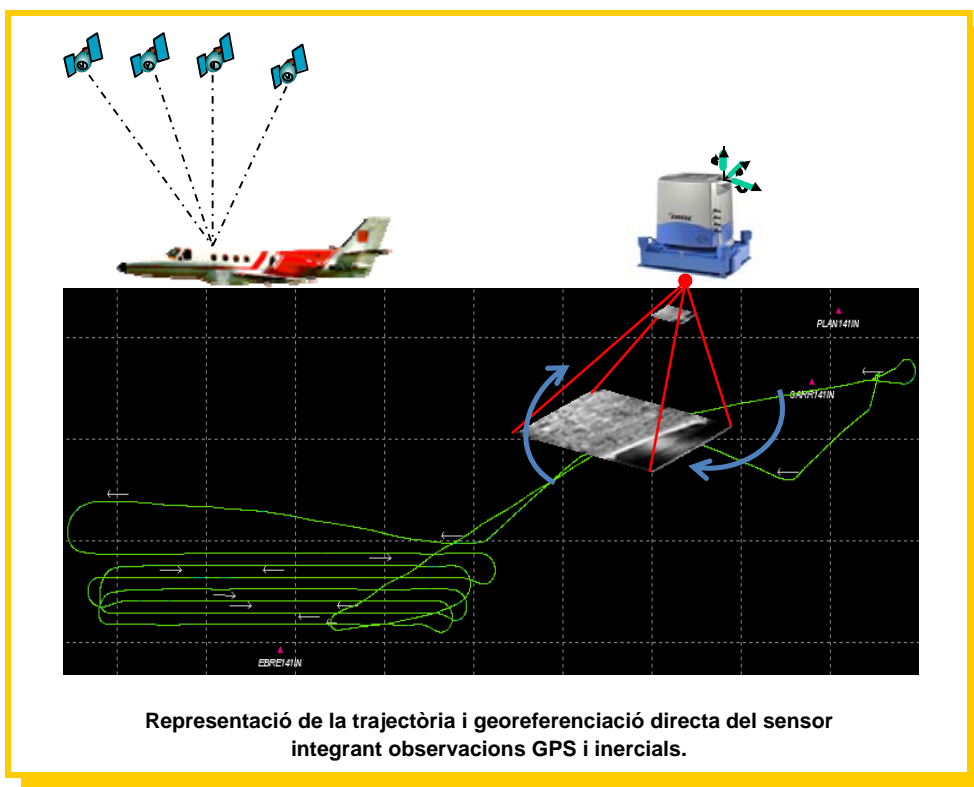 PLAN141IN
GARR141IN
EBRE141IN
Representació de la trajectòria i georeferenciació directa del sensor
integrant observacions GPS i inercials.